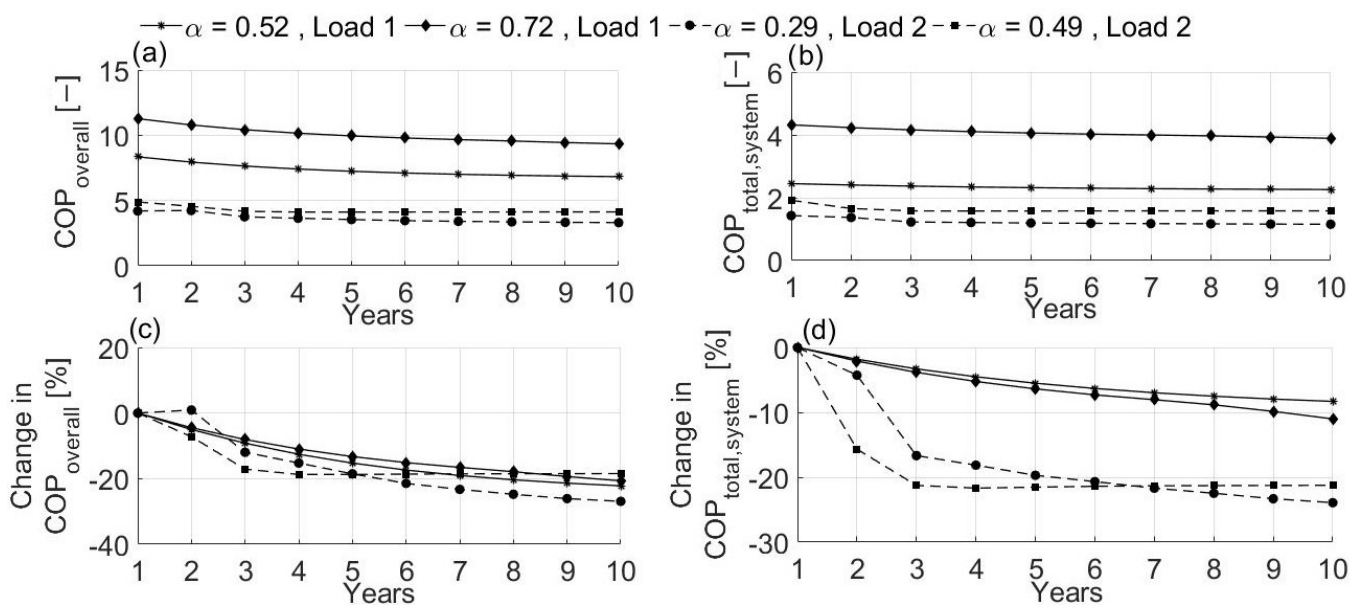 α = 0.52 , Load 1 α = 0.72 , Load 1 α = 0.29 , Load 2 α = 0.49 , Load 2
(a)
COP overall [−]
15
10
5
0
1 2 3 4 5 6 7 8 9 10
Years
(b)
COP total,system [−]
6
4
2
0
1 2 3 4 5 6 7 8 9 10
Years
(c)
Change in
COP overall [%]
20
0
-20
-40
1 2 3 4 5 6 7 8 9 10
Years
(d)
Change in
COP total,system [%]
0
-10
-20
-30
1 2 3 4 5 6 7 8 9 10
Years